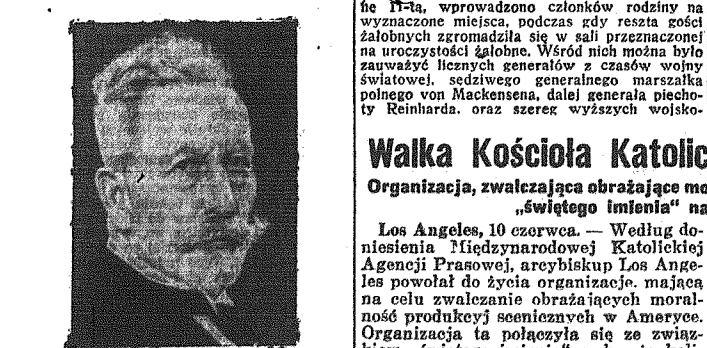 wprowadzono członków rodziny na
wyznaczone miejsca, podczas gdy reszta gości
żałobnych zgromadziła się w sali przeznaczonej
na uroczystości żałobne. Wśród nich można było
zauważyć licznych generałów z czasów wojny
światowej, sędziwego generalnego marszałka
polnego von Mackensena, dalej generała piecho-
ty Reinharda, oraz szereg wyższych wojsko-
Walka Kościoła Katolic
Organizacja, zwalczająca obrażające mo
„świętego imienia“ na
Los Angeles, 10 czerwca. — Według do-
niesienia Międzynarodowej Katolickiej
Agencji Prasowej, arcybiskup Los Ange-
les powołał do życia organizację, mającą
na celu zwalczanie obrażających moral-
ność produkcyj scenicznych w Ameryce.
Organizacja ta połączyła się ze związ-